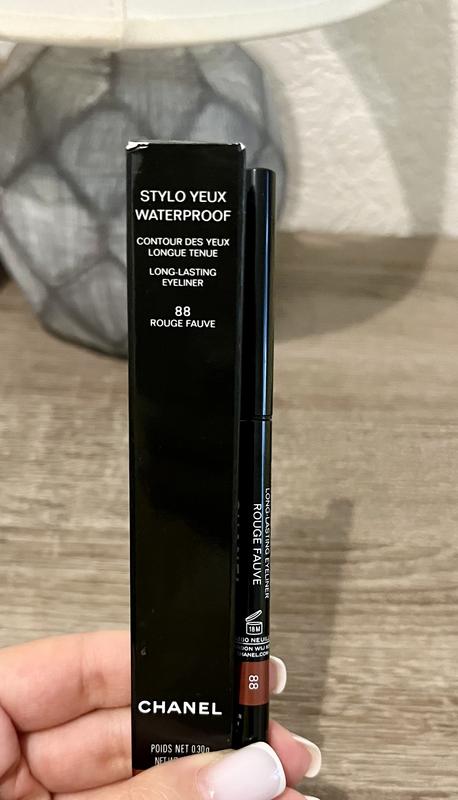 STYLO YEUX
WATERPROOF
CONTOUR DES YEUX
LONGUE TENUE
LONG-LASTING
EYELINER
88
ROUGE FAUVE
CHANEL
POIDS NET 0.30g
LONG-LASTING EYELINER
ROUGE FAUVE
18M
88